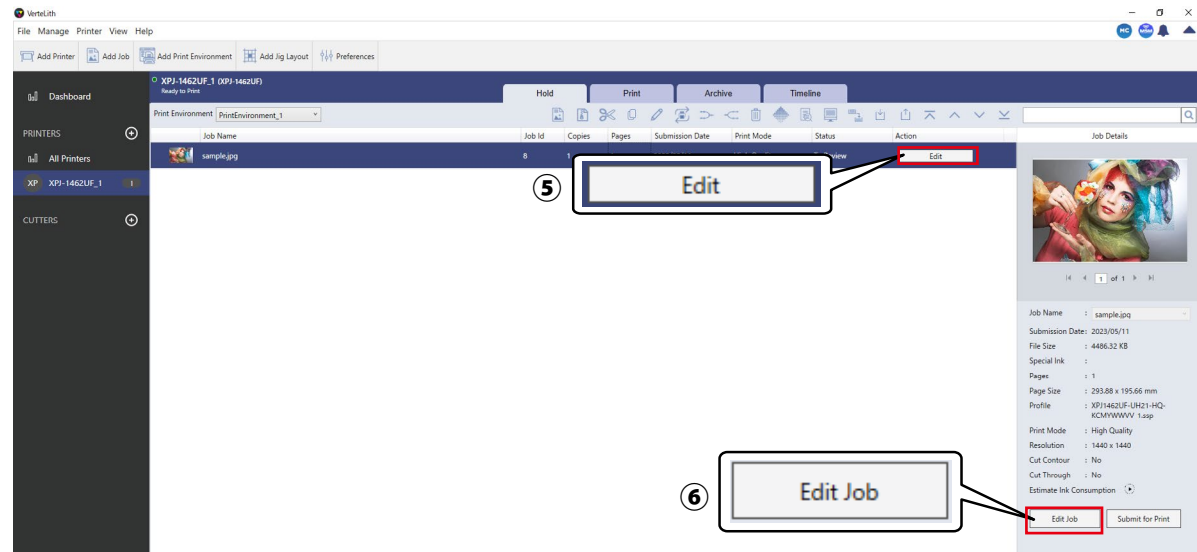 VerteLith
File Manage Printer View Help
MC MSM
Add Printer Add Job Add Print Environment Add Jig Layout Preferences
XPJ-1462UF_1 (XPJ-1462UF)
Ready to Print
Hold Print Archive Timeline
Dashboard
Print Environment PrintEnvironment_1
PRINTERS
Job Name Job Id Copies Pages Submission Date Print Mode Status Action Job Details
All Printers
sample.jpg 8 1 Edit
XP XPJ-1462UF_1 1
⑤ Edit
CUTTERS
1 of 1
Job Name : sample.jpg
Submission Date: 2023/05/11
File Size : 4486.32 KB
Special Ink :
Pages : 1
Page Size : 293.88 x 195.66 mm
Profile : XPJ1462UF-UH21-HQ-
KCMYWWVV 1.ssp
Print Mode : High Quality
Resolution : 1440 x 1440
Cut Contour : No
Cut Through : No
Estimate Ink Consumption
⑥ Edit Job
Edit Job Submit for Print